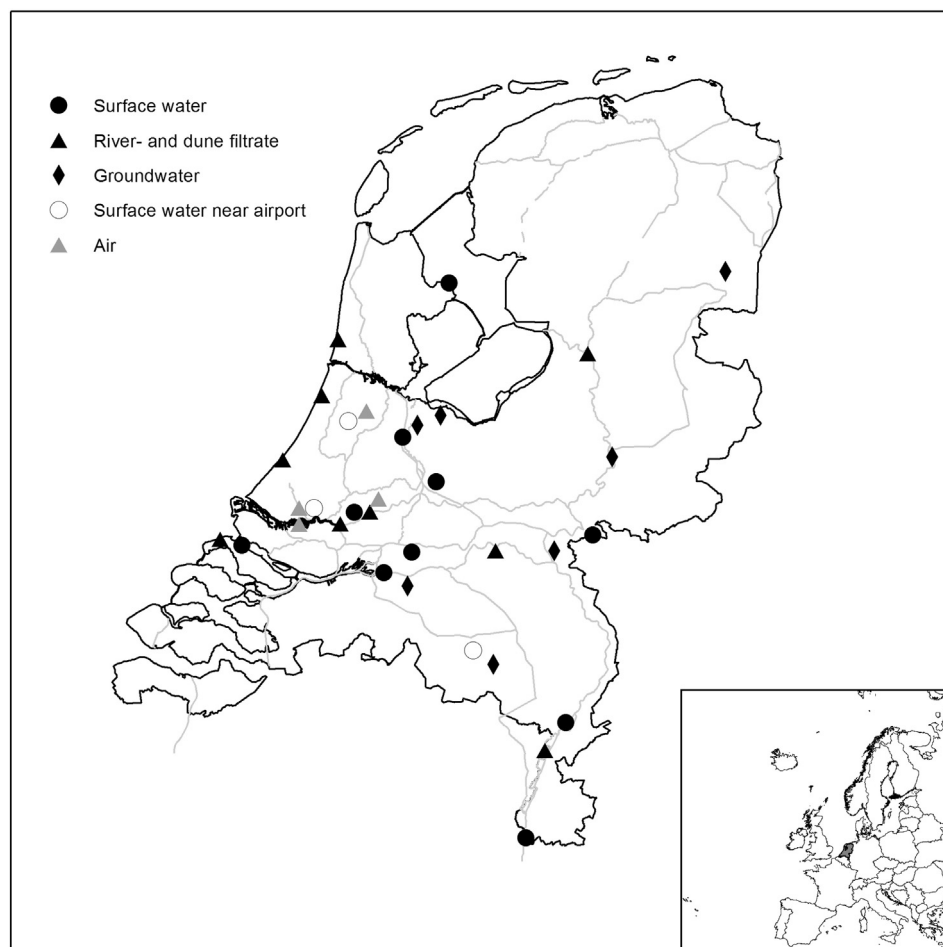 Surface water
River- and dune filtrate
Groundwater
Surface water near airport
Air